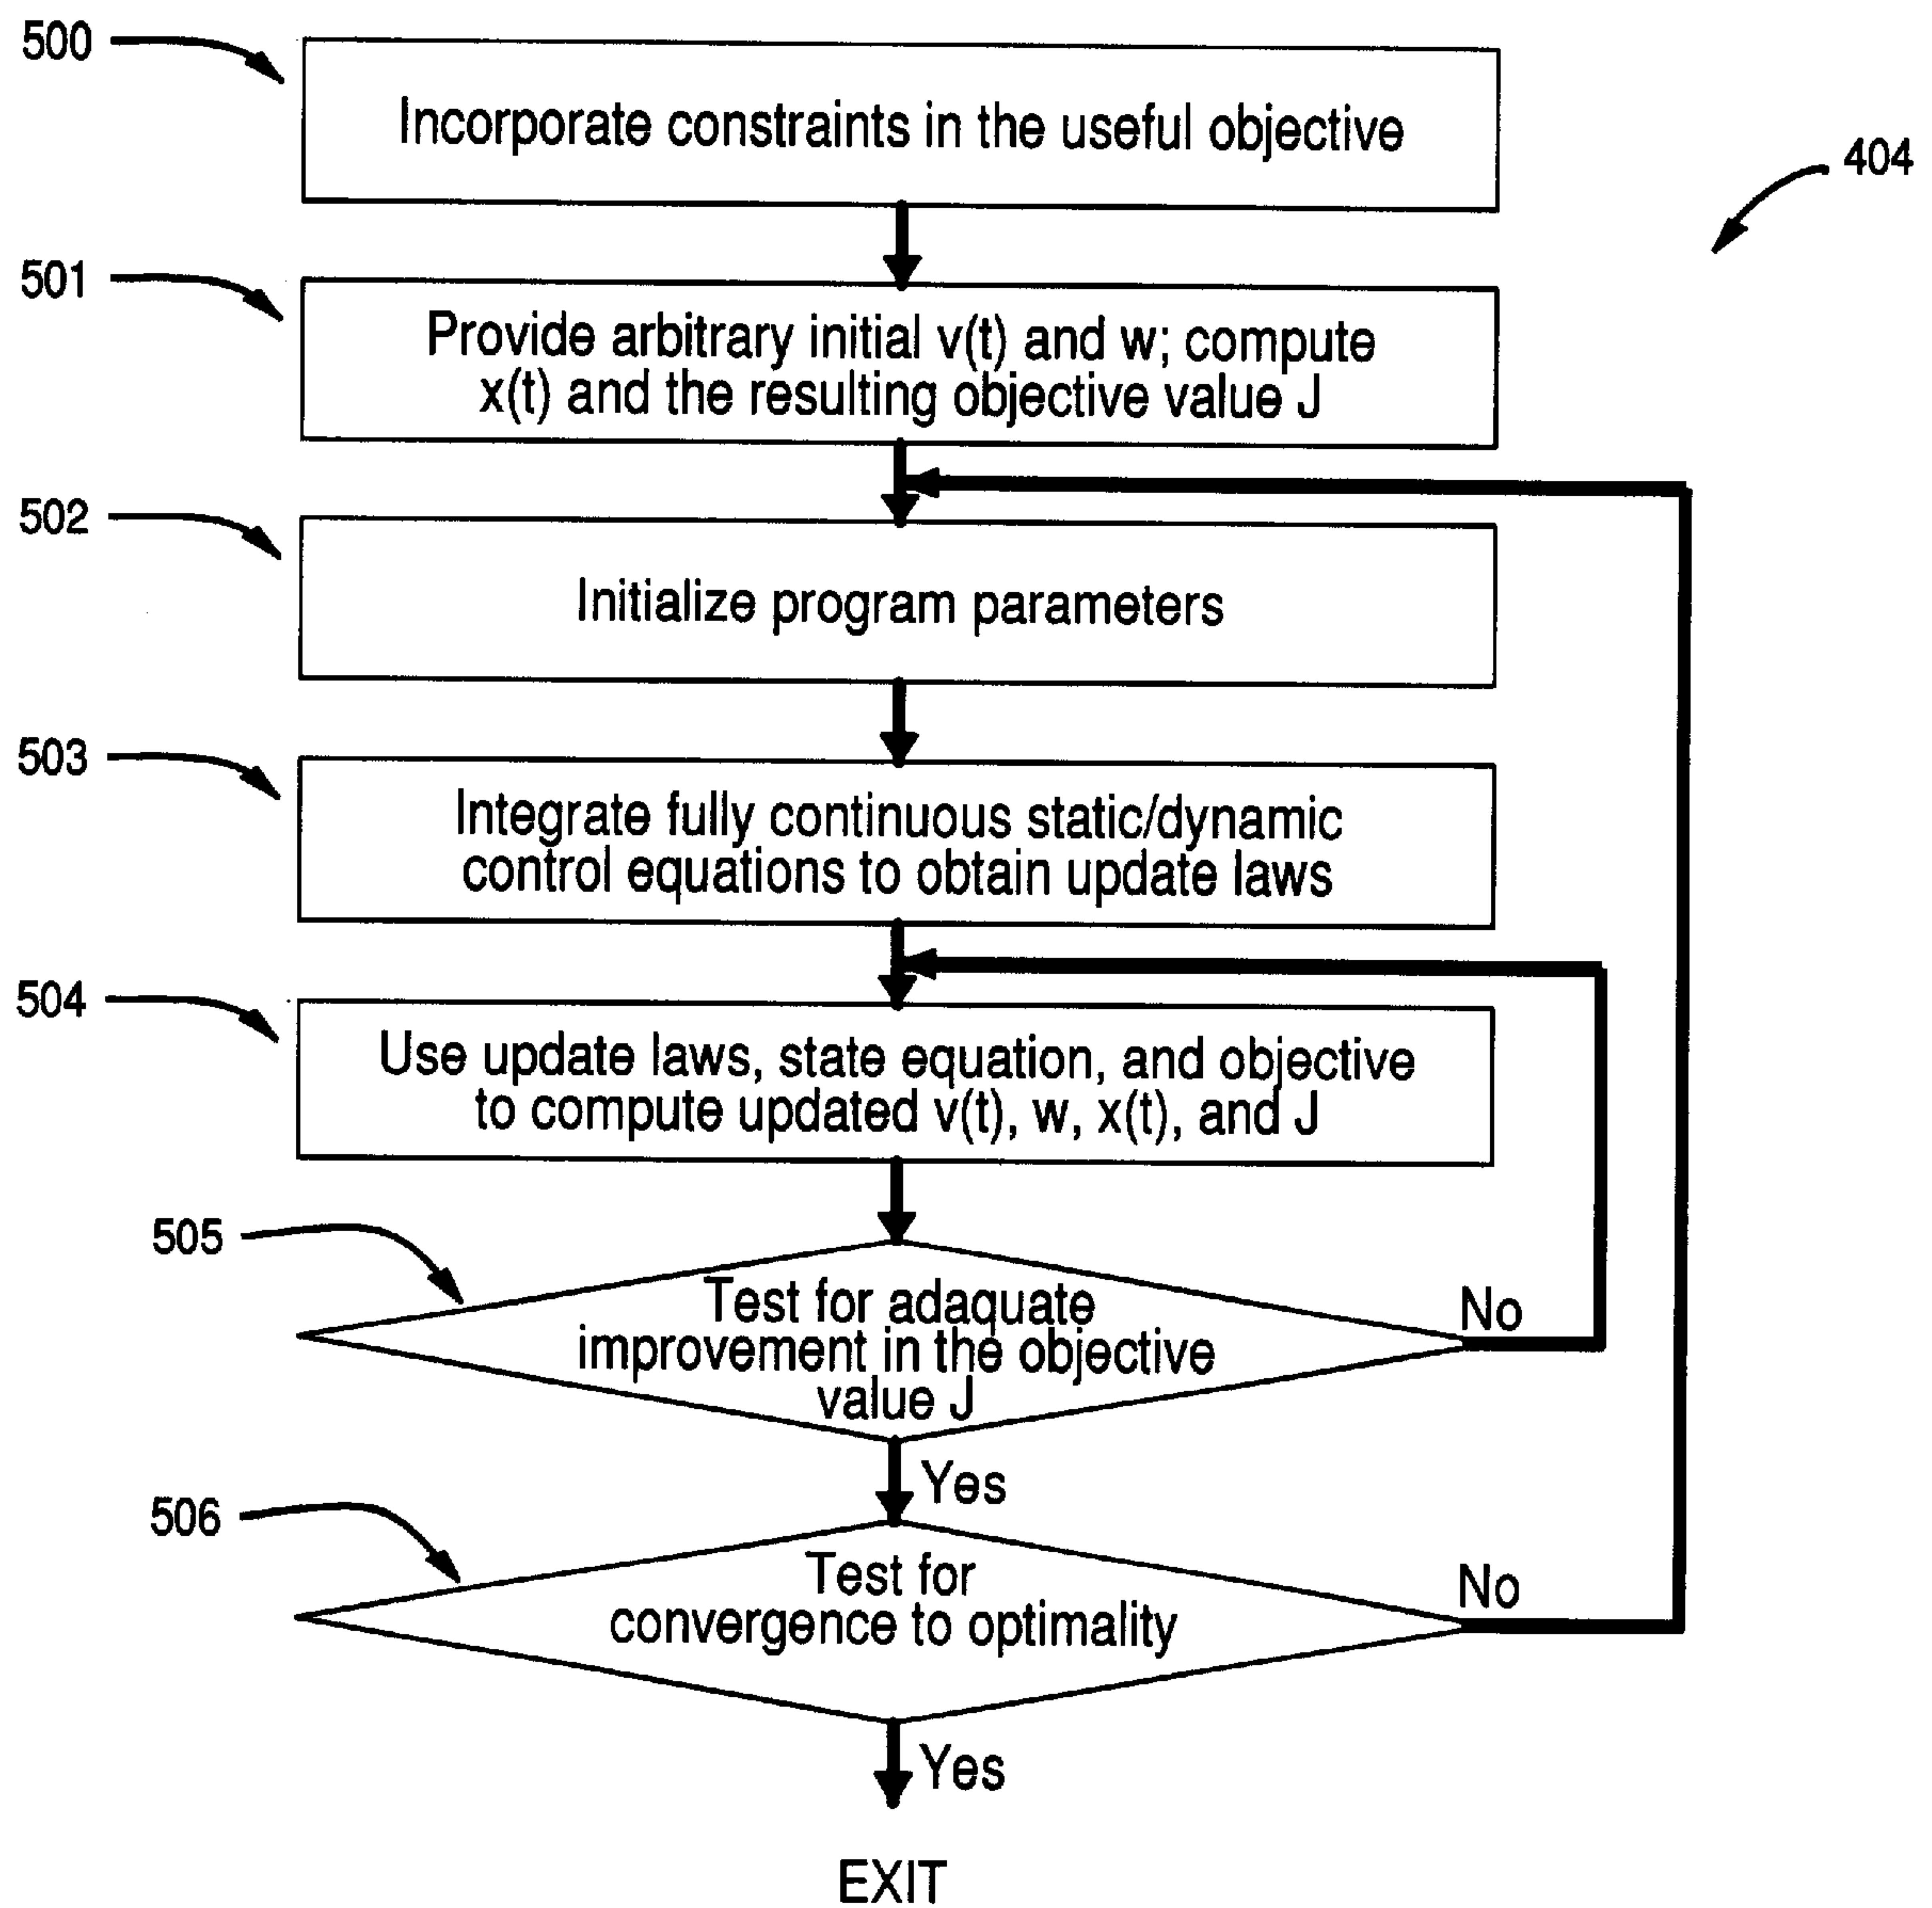 500
Incorporate constraints in the useful objective
404
501
Provide arbitrary initial v(t) and w; compute
x(t) and the resulting objective value J
502
Initialize program parameters
503
Integrate fully continuous static/dynamic
control equations to obtain update laws
504
Use update laws, state equation, and objective
to compute updated v(t), w, x(t), and J
505
Test for adaquate
improvement in the objective
value J
No
Yes
506
Test for
convergence to optimality
No
Yes
EXIT